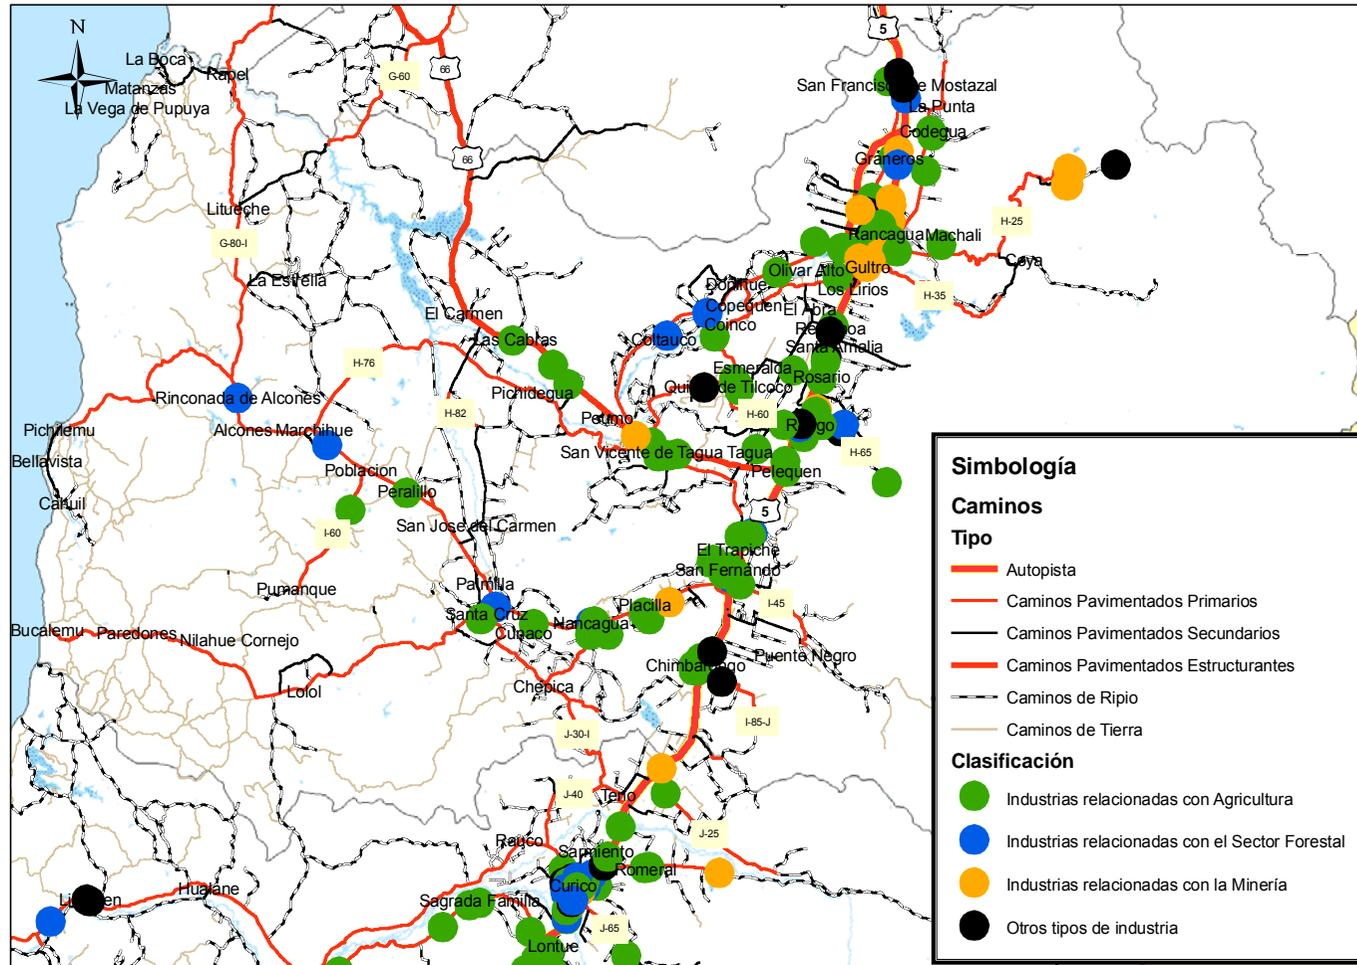 N
5
66
G-60
La Boca
Rapel
Matanzas
La Vega de Pupuya
San Francisco de Mostazal
La Punta
Codegua
Graneros
66
Litueche
G-80-I
H-25
Rancagua
Machali
Coya
La Estrella
Olivar Alto
Gultro
Los Lirios
H-35
Donihue
Copequen
El Abra
El Carmen
Coinco
Las Cabras
Coltauco
Santa Amalia
H-76
Esmeralda
Rosario
Pichidegua
Rinconada de Alcones
H-82
H-60
Peumo
Pichilemu
Alcones
Marchihue
San Vicente de Tagua Tagua
H-65
Bellavista
Poblacion
Pelequen
Peralillo
Cahuil
5
San Jose del Carmen
I-60
El Trapiche
San Fernando
Pumanque
Palmilla
I-45
Santa Cruz
Placilla
Nancagua
Cunaco
Bucalemu
Paredones
Nilahue Cornejo
Puente Negro
Chimbarongo
Lolol
Chepica
I-85-J
J-30-I
J-40
Teno
J-25
Rauco
Sarmiento
Romeral
Curico
Hualane
Sagrada Familia
J-65
Lontue
Simbología
Caminos
Tipo
Autopista
Caminos Pavimentados Primarios
Caminos Pavimentados Secundarios
Caminos Pavimentados Estructurantes
Caminos de Ripio
Caminos de Tierra
Clasificación
Industrias relacionadas con Agricultura
Industrias relacionadas con el Sector Forestal
Industrias relacionadas con la Minería
Otros tipos de industria